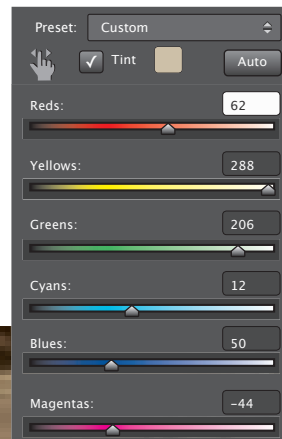 Preset: Custom
Tint Auto
Reds: 62
Yellows: 288
Greens: 206
Cyans: 12
Blues: 50
Magentas: -44